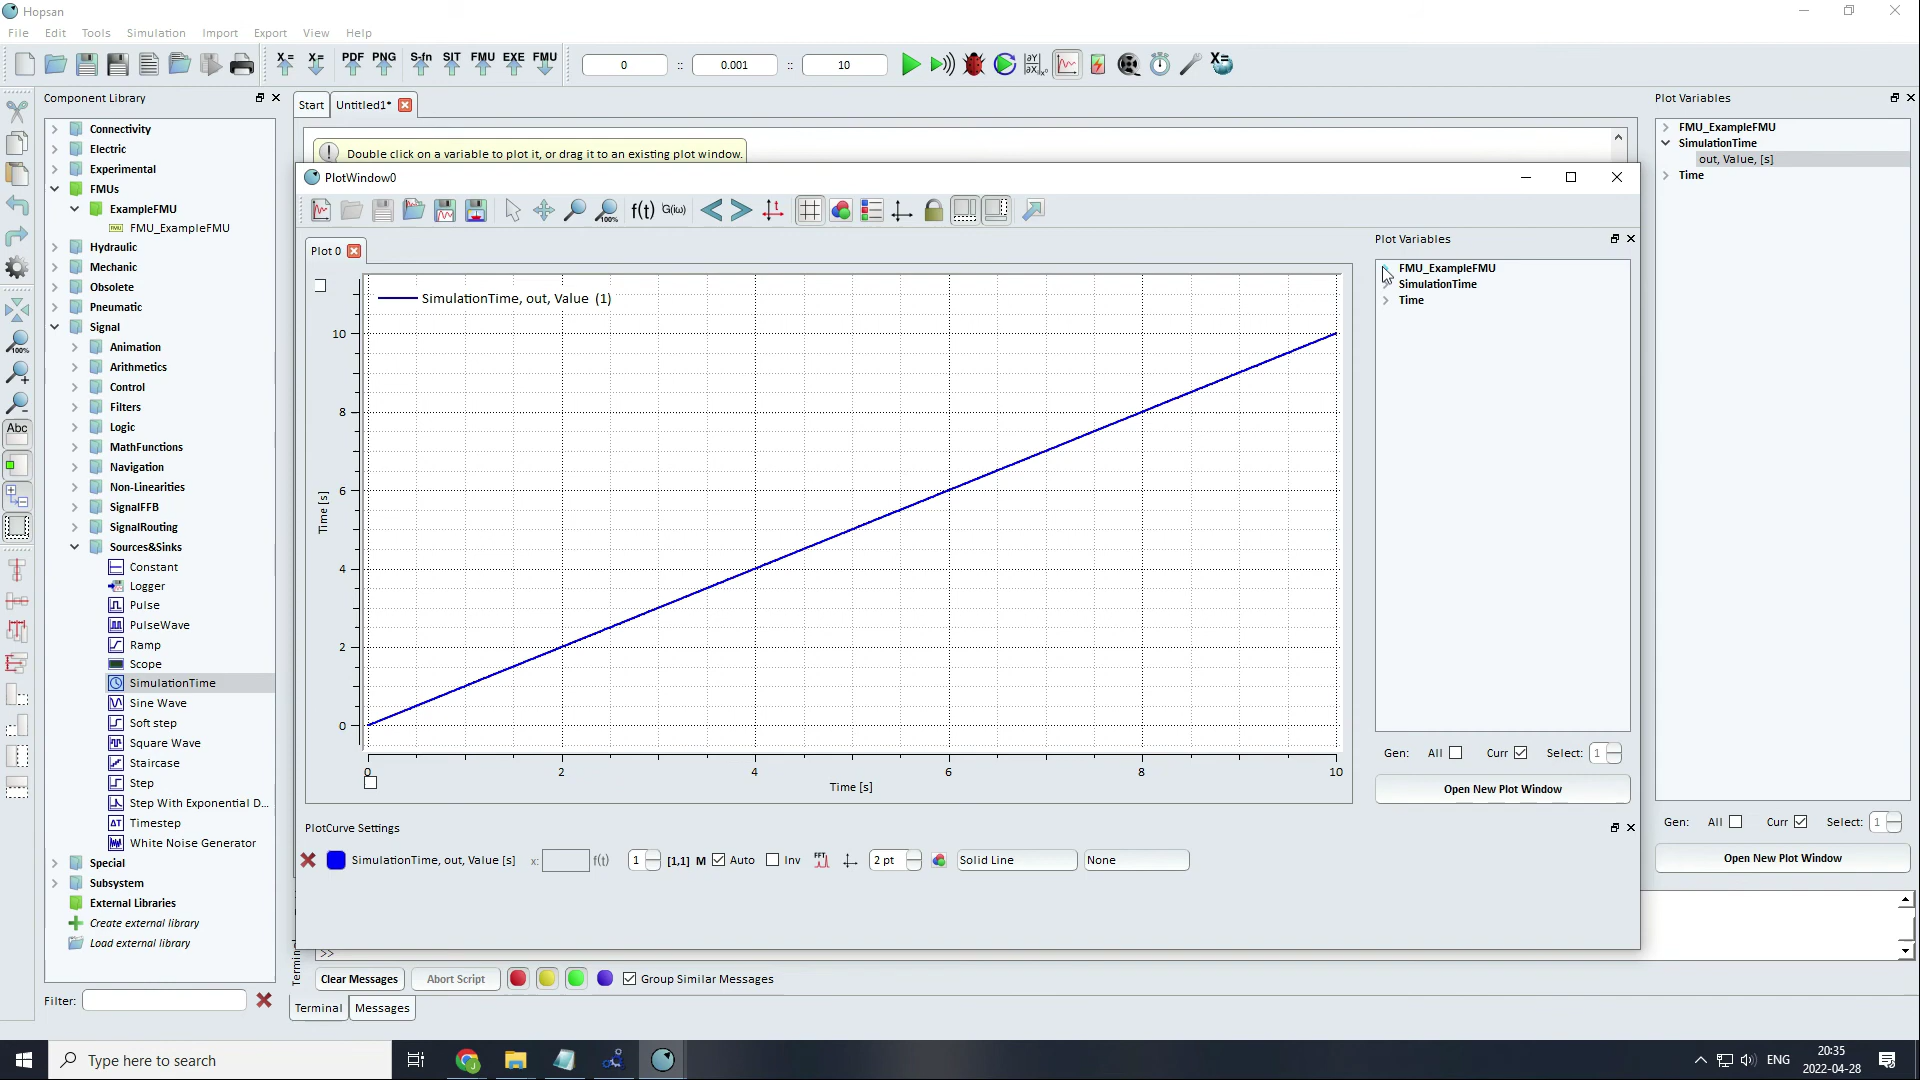 Hopsan
File Edit Tools Simulation Import Export View Help
X= X= PDF PNG S-fn SIT FMU EXE FMU 0 :: 0.001 :: 10 X=
Component Library
Connectivity
Electric
Experimental
FMUs
ExampleFMU
FMU FMU_ExampleFMU
Hydraulic
Mechanic
Obsolete
Pneumatic
Signal
Animation
Arithmetics
Control
Filters
Logic
MathFunctions
Navigation
Non-Linearities
SignalFFB
SignalRouting
Sources&Sinks
Constant
Logger
Pulse
PulseWave
Ramp
Scope
SimulationTime
Sine Wave
Soft step
Square Wave
Staircase
Step
Step With Exponential D...
ΔT Timestep
White Noise Generator
Special
Subsystem
External Libraries
Create external library
Load external library
Filter:
100%
Abc
Start Untitled1*
Double click on a variable to plot it, or drag it to an existing plot window.
PlotWindow0
100% f(t) G(iω)
Plot 0
SimulationTime, out, Value (1)
10
8
6
4
2
0
Time [s]
0 2 4 6 8 10
Time [s]
Plot Variables
FMU_ExampleFMU
SimulationTime
Time
Gen: All Curr Select: 1
Open New Plot Window
PlotCurve Settings
SimulationTime, out, Value [s] x: f(t) 1 [1,1] M Auto Inv FFT 2 pt Solid Line None
Plot Variables
FMU_ExampleFMU
SimulationTime
out, Value, [s]
Time
Gen: All Curr Select: 1
Open New Plot Window
>>
Clear Messages Abort Script Group Similar Messages
Terminal Messages
Type here to search
ENG
20:35
2022-04-28